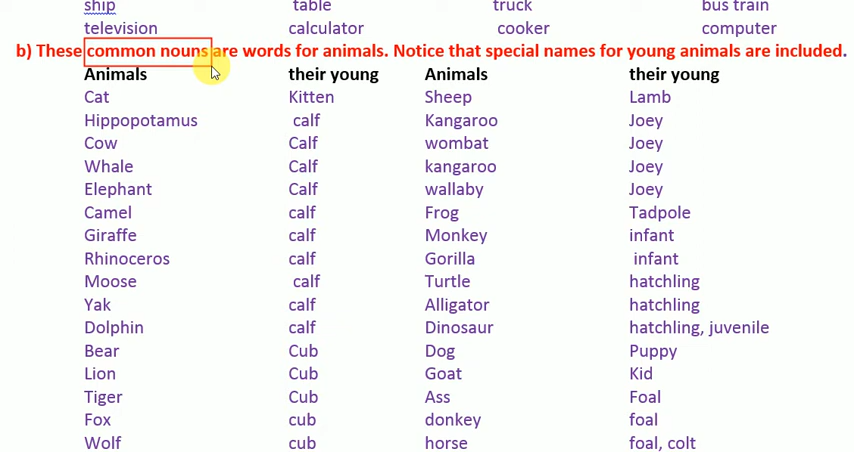 ship table truck bus train
television calculator cooker computer
b) These common nouns are words for animals. Notice that special names for young animals are included.
Animals their young Animals their young
Cat Kitten Sheep Lamb
Hippopotamus calf Kangaroo Joey
Cow Calf wombat Joey
Whale Calf kangaroo Joey
Elephant Calf wallaby Joey
Camel calf Frog Tadpole
Giraffe calf Monkey infant
Rhinoceros calf Gorilla infant
Moose calf Turtle hatchling
Yak calf Alligator hatchling
Dolphin calf Dinosaur hatchling, juvenile
Bear Cub Dog Puppy
Lion Cub Goat Kid
Tiger Cub Ass Foal
Fox cub donkey foal
Wolf cub horse foal, colt